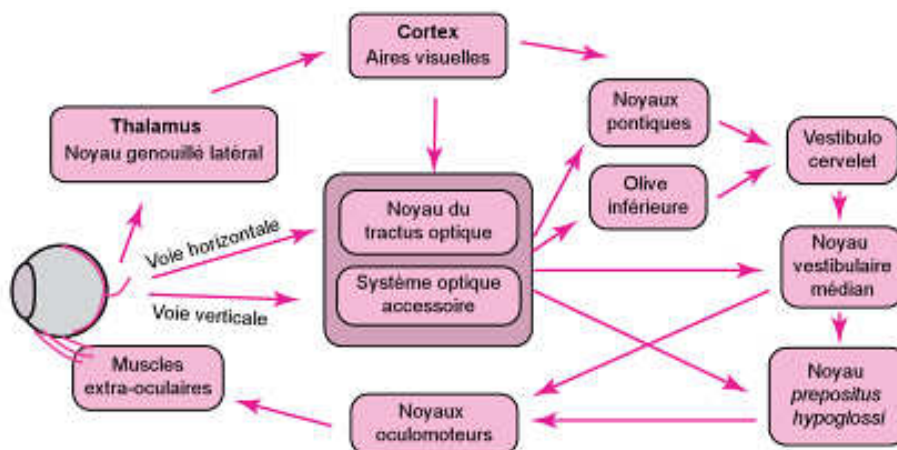 Cortex
Aires visuelles
Thalamus
Noyau genouillé latéral
Noyaux
pontiques
Vestibulo
cervelet
Olive
inférieure
Noyau du
tractus optique
Système optique
accessoire
Voie horizontale
Voie verticale
Noyau
vestibulaire
médian
Muscles
extra-oculaires
Noyaux
oculomoteurs
Noyau
prepositus
hypoglossi